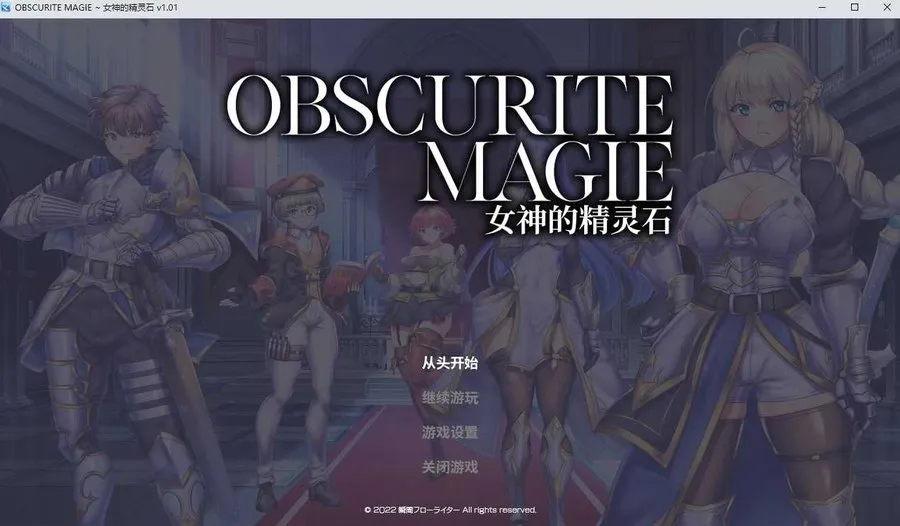 OBSCURITE MAGIE ~ 女神的精灵石 v1.01
OBSCURITE
MAGIE
女神的精灵石
从头开始
继续游玩
游戏设置
关闭游戏
© 2022 瞬間フローライター All rights reserved.